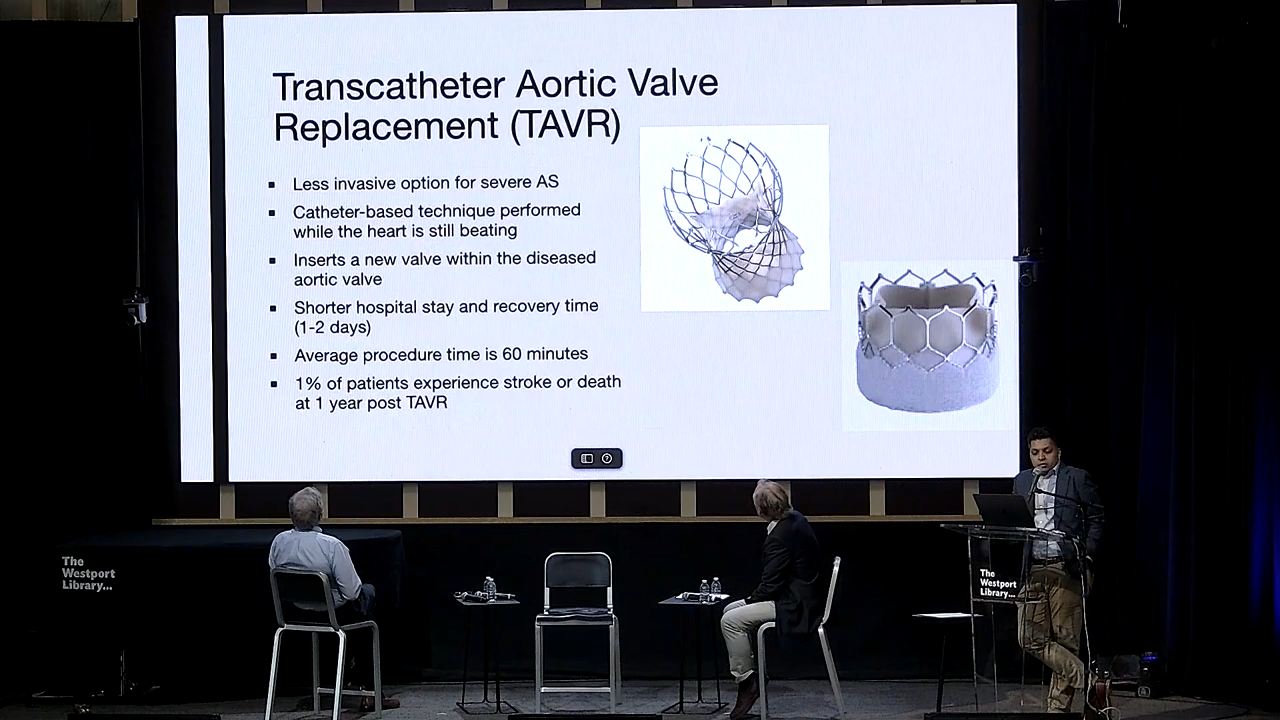 Transcatheter Aortic Valve
Replacement (TAVR)
▪ Less invasive option for severe AS
▪ Catheter-based technique performed
while the heart is still beating
▪ Inserts a new valve within the diseased
aortic valve
▪ Shorter hospital stay and recovery time
(1-2 days)
▪ Average procedure time is 60 minutes
▪ 1% of patients experience stroke or death
at 1 year post TAVR
The
Westport
Library...
The
Westport
Library...